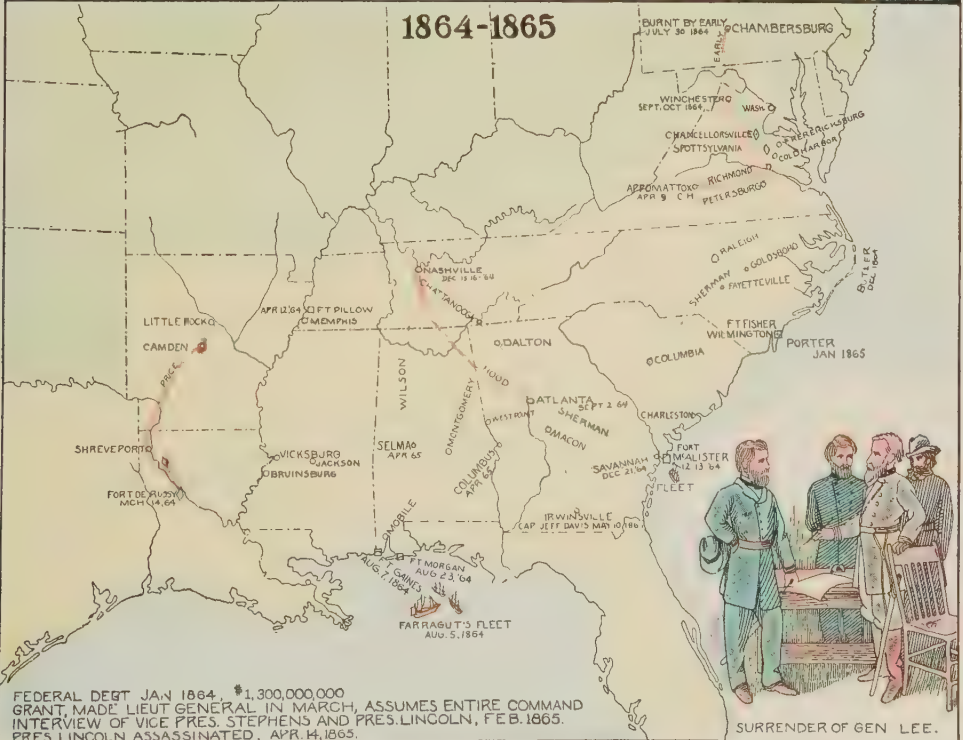 1864-1865
BURNT BY EARLY
JULY 30 1864
EARLY
CHAMBERSBURG
WINCHESTER
SEPT. OCT 1864
WASH.
CHANCELLORSVILLE
FRERERICHSBURG
SPOTTSYLVANIA
COLD HARBOR
RICHMOND
APPOMATTOX
APR 9 C H
PETERSBURG
RALEIGH
GOLDSBORO
SHERMAN
FAYETTEVILLE
BUTLER
DEC 1864
NASHVILLE
DEC 15 16-64
CHATTANOOGA
APR 12 '64
FT PILLOW
MEMPHIS
LITTLE ROCK
CAMDEN
PRICE
DALTON
FT FISHER
WILMINGTON
PORTER
JAN 1865
COLUMBIA
HOOD
WILSON
MONTGOMERY
WEST POINT
ATLANTA
SEPT 2 64
SHERMAN
MACON
CHARLESTON
SHREVEPORT
SELMA
APR 65
VICKSBURG
JACKSON
BRUINSBURG
COLUMBUS
APR 65
SAVANNAH
DEC 21 '64
FORT
McALISTER
12 13 64
FLEET
FORT DE RUSSY
MCH 14, 64
IRWINSVILLE
CAP JEFF DAVIS MAY 10, 186
MOBILE
FT MORGAN
AUG 23 '64
FT GAINES
AUG. 7, 1864
FARRAGUT'S FLEET
AUG. 5, 1864
FEDERAL DEBT JAN 1864, $1,300,000,000
GRANT, MADE LIEUT GENERAL IN MARCH, ASSUMES ENTIRE COMMAND
INTERVIEW OF VICE PRES. STEPHENS AND PRES. LINCOLN, FEB. 1865.
PRES LINCOLN ASSASSINATED, APR. 14, 1865.
SURRENDER OF GEN LEE.